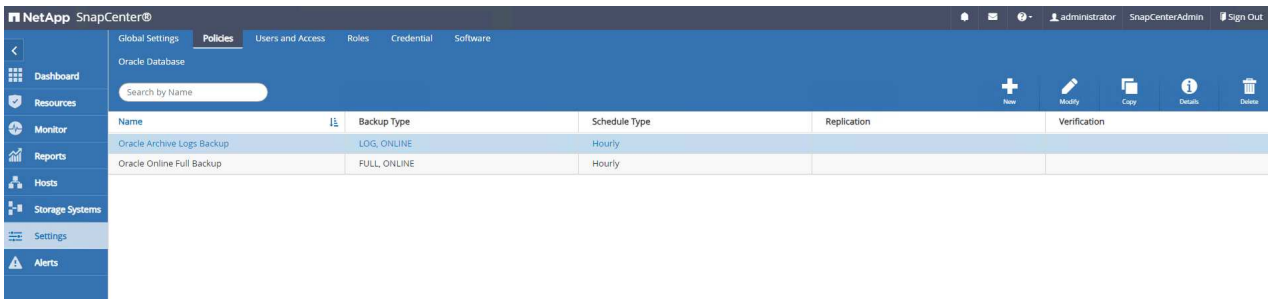 NetApp SnapCenter®
administrator SnapCenterAdmin Sign Out
Global Settings Policies Users and Access Roles Credential Software
Oracle Database
Dashboard
Search by Name
Resources
New Modify Copy Details Delete
Name Backup Type Schedule Type Replication Verification
Monitor
Oracle Archive Logs Backup LOG, ONLINE Hourly
Reports
Oracle Online Full Backup FULL, ONLINE Hourly
Hosts
Storage Systems
Settings
Alerts